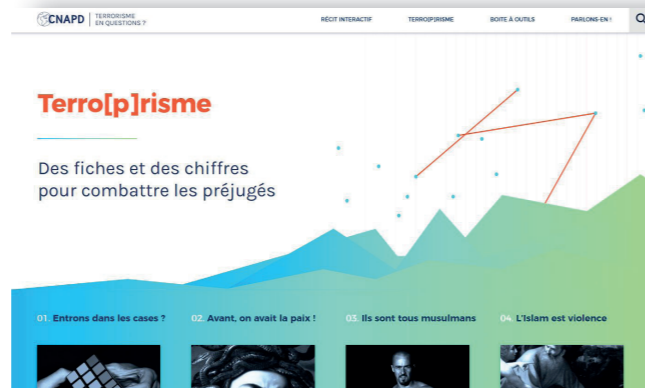 CNAPD
TERRORISME
EN QUESTIONS ?
RÉCIT INTERACTIF
TERRO[P]RISME
BOITE À OUTILS
PARLONS-EN !
Terro[p]risme
Des fiches et des chiffres
pour combattre les préjugés
01. Entrons dans les cases ?
02. Avant, on avait la paix !
03. Ils sont tous musulmans
04. L'Islam est violence